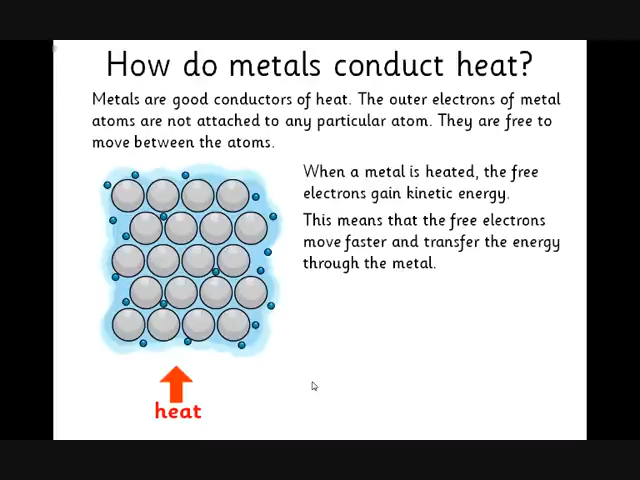 How do metals conduct heat?
Metals are good conductors of heat. The outer electrons of metal
atoms are not attached to any particular atom. They are free to
move between the atoms.
When a metal is heated, the free
electrons gain kinetic energy.
This means that the free electrons
move faster and transfer the energy
through the metal.
heat